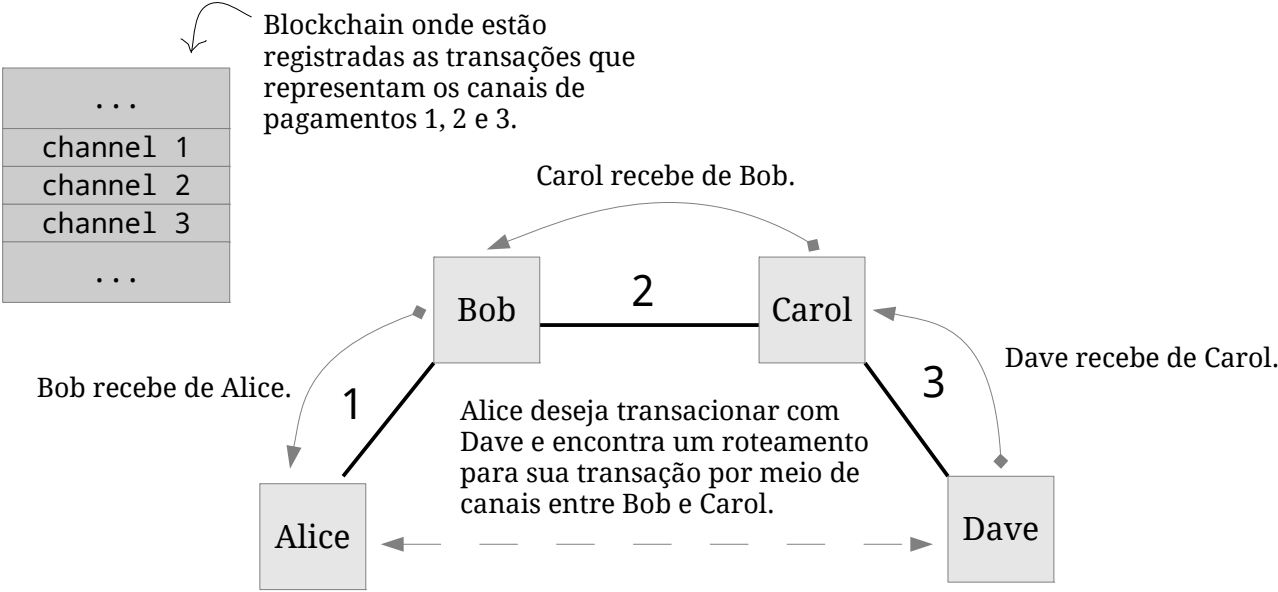 Blockchain onde estão
registradas as transações que
representam os canais de
pagamentos 1, 2 e 3.
...
channel 1
channel 2
channel 3
...
Carol recebe de Bob.
Bob
2
Carol
Bob recebe de Alice.
1
3
Dave recebe de Carol.
Alice deseja transacionar com
Dave e encontra um roteamento
para sua transação por meio de
canais entre Bob e Carol.
Alice
Dave